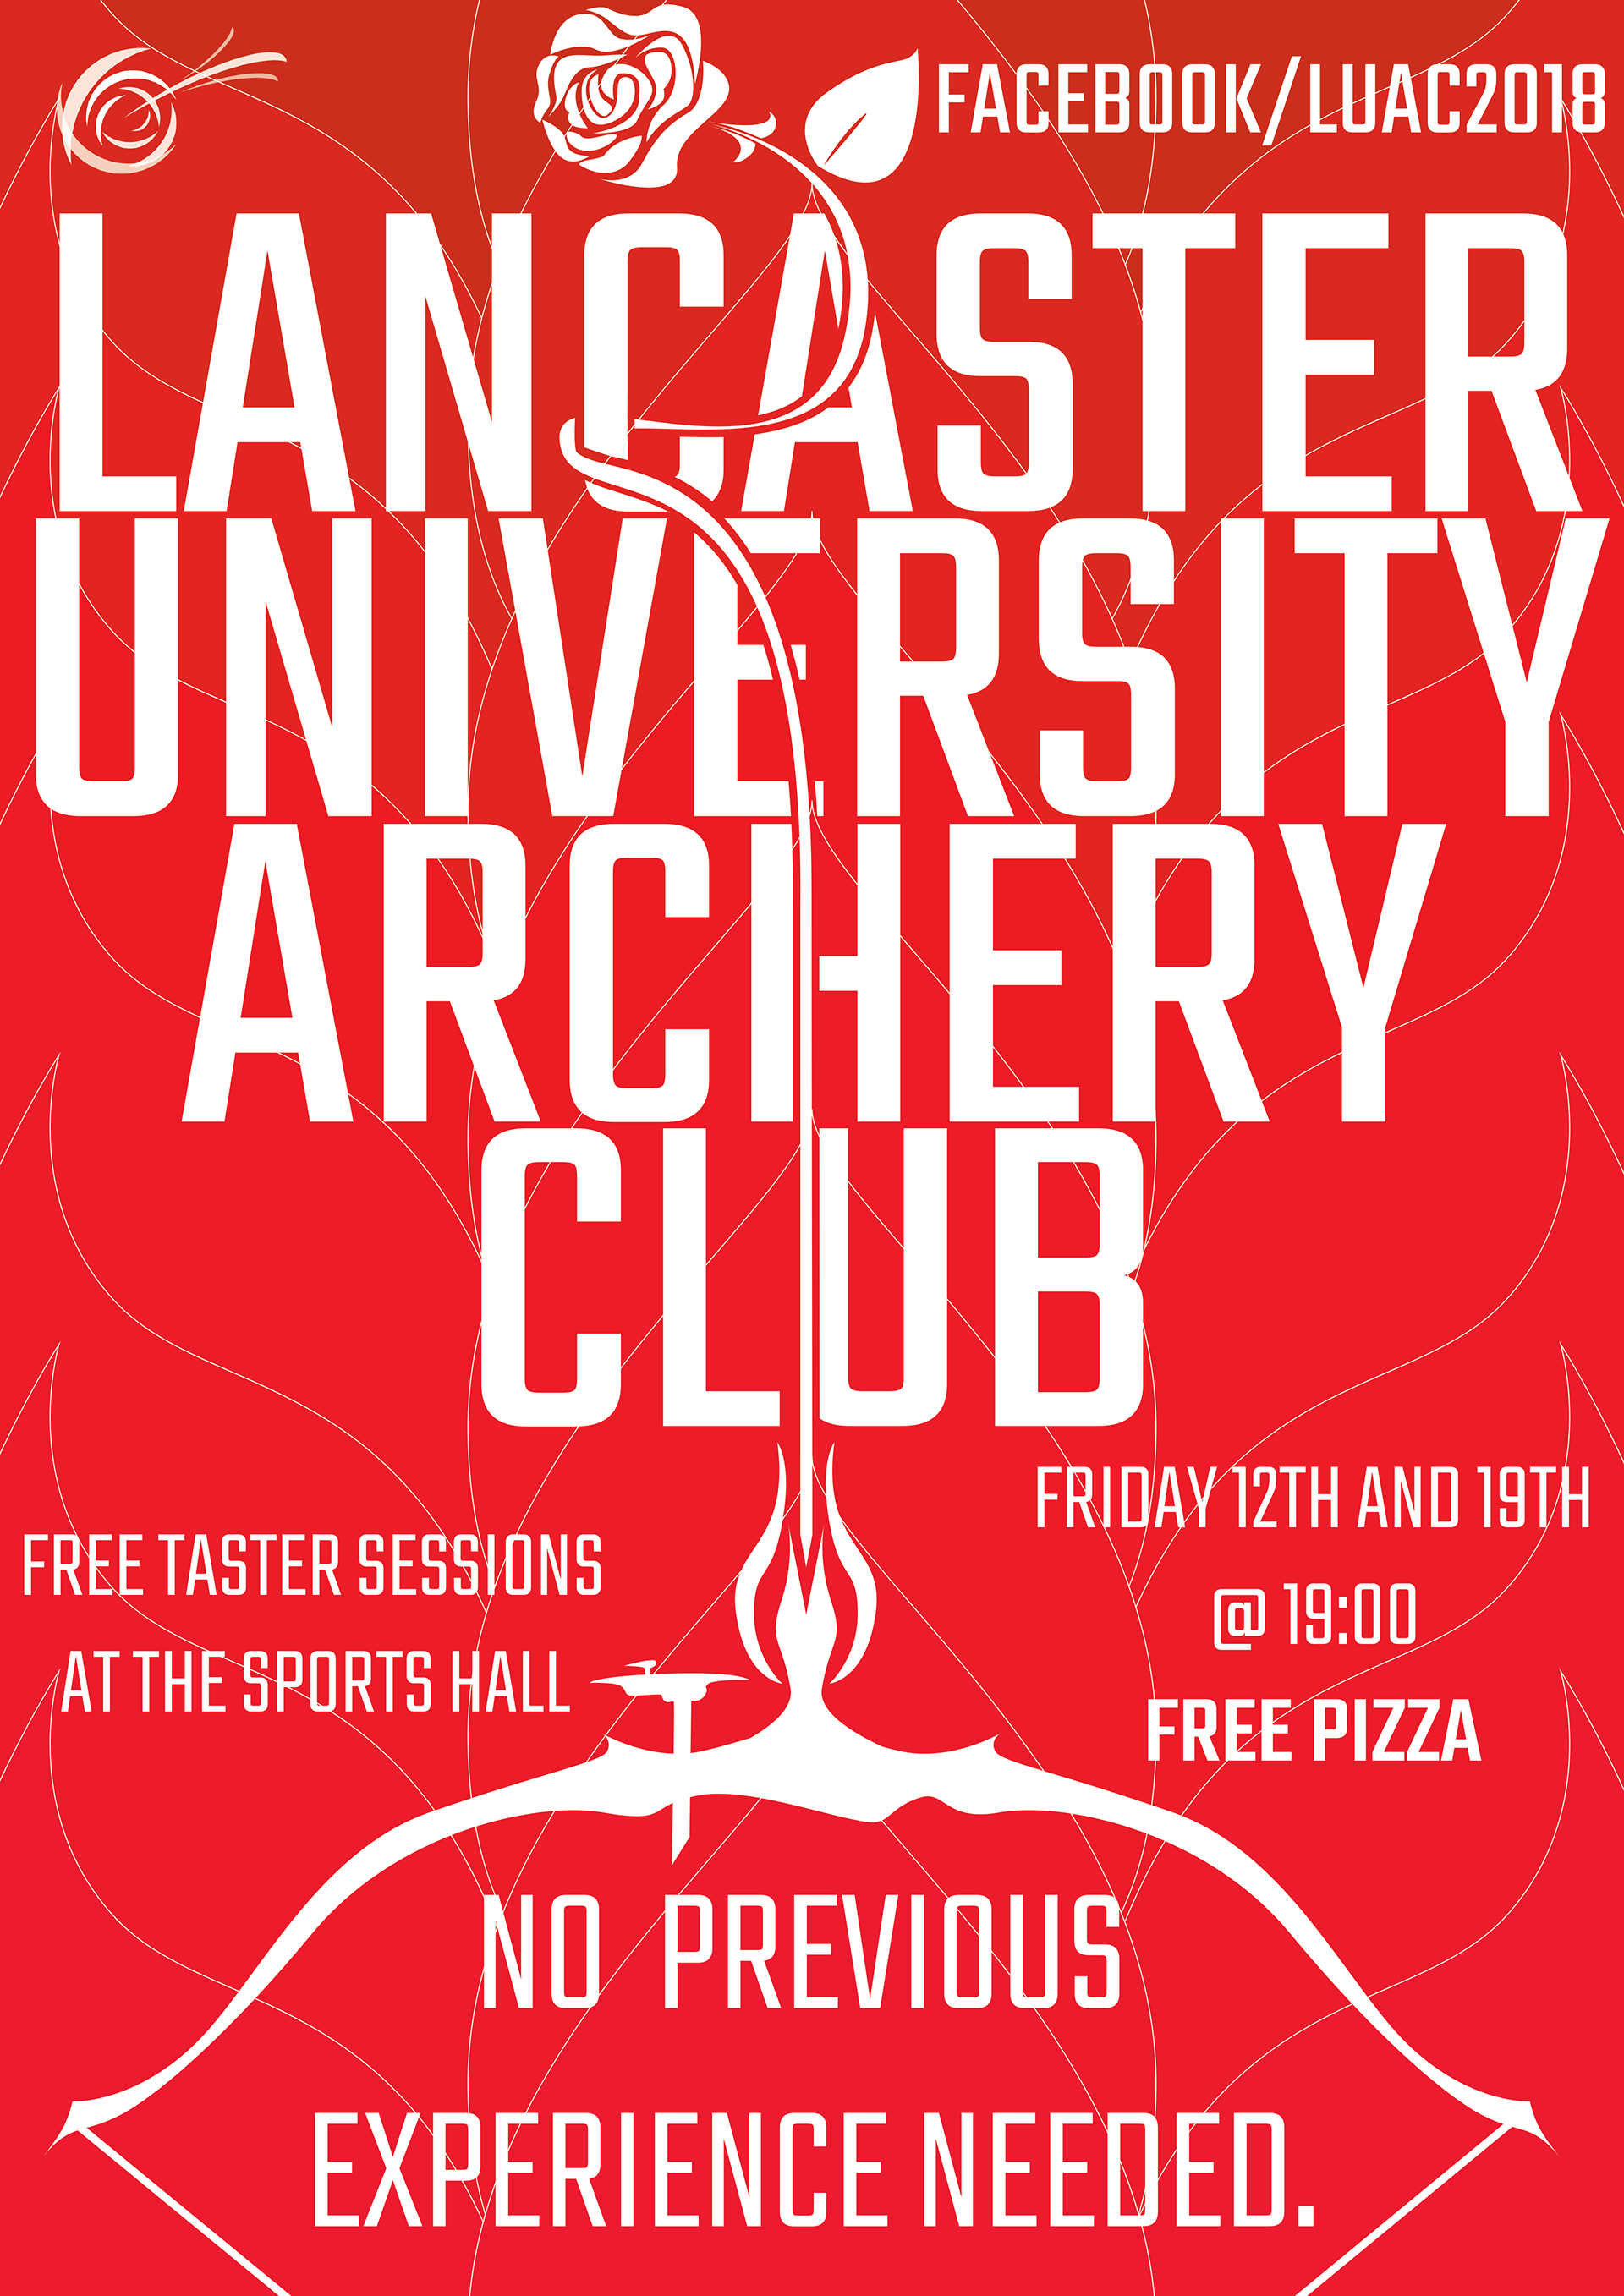 FACEBOOK/LUAC2018
LANCASTER
UNIVERSITY
ARCHERY
CLUB
FREE TASTER SESSIONS
AT THE SPORTS HALL
FRIDAY 12TH AND 19TH
@ 19:00
FREE PIZZA
NO PREVIOUS
EXPERIENCE NEEDED.